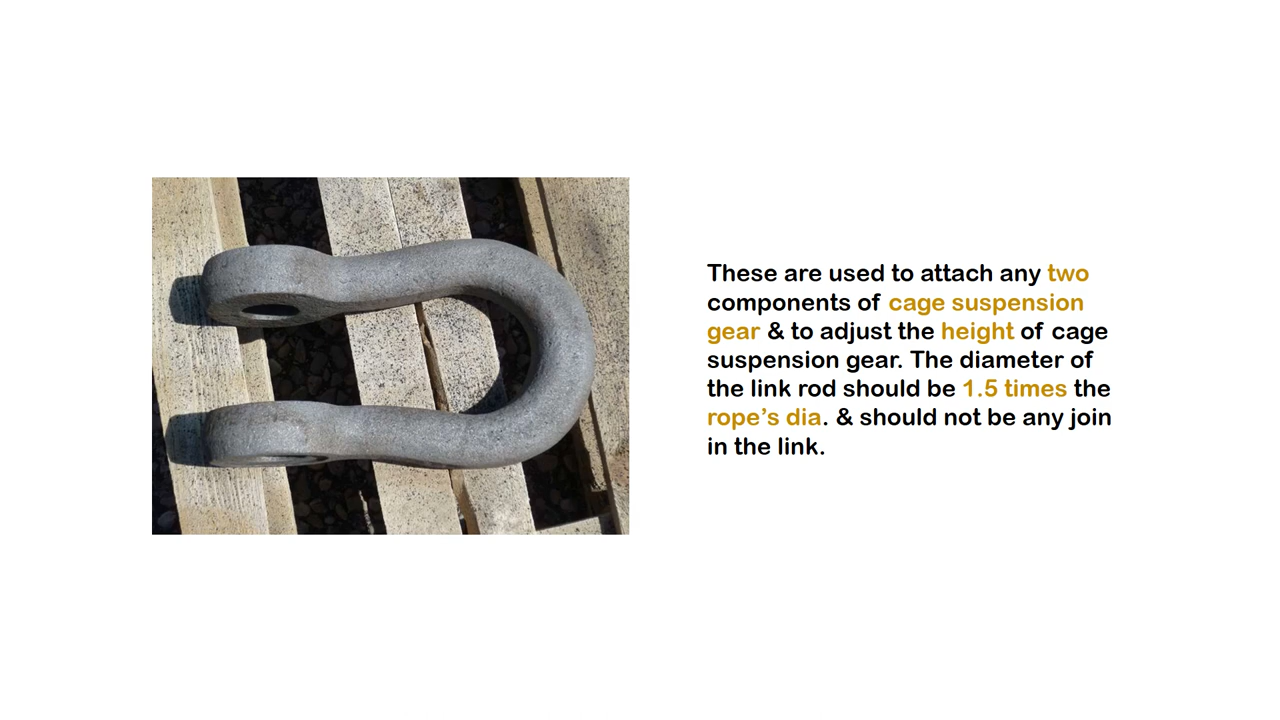 These are used to attach any two
components of cage suspension
gear & to adjust the height of cage
suspension gear. The diameter of
the link rod should be 1.5 times the
rope’s dia. & should not be any join
in the link.